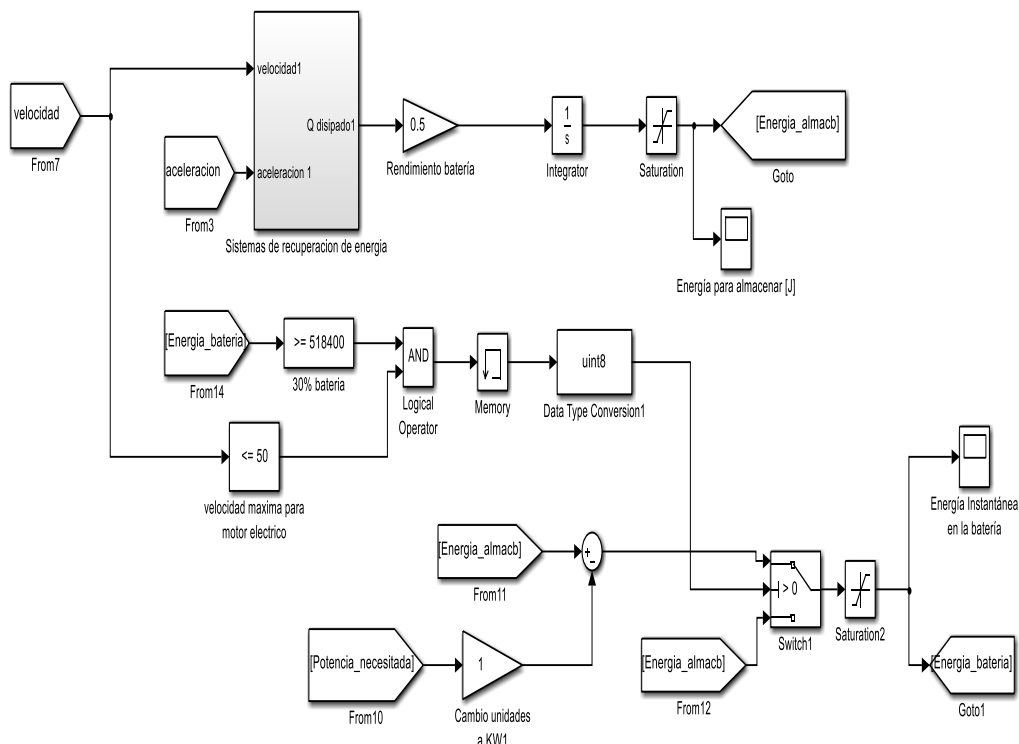 velocidad
From7
aceleracion
From3
velocidad1
Q disipado1
aceleracion 1
Sistemas de recuperacion de energia
0.5
Rendimiento batería
1
s
Integrator
Saturation
[Energia_almacb]
Goto
Energía para almacenar [J]
[Energia_bateria]
From14
>= 518400
30% bateria
AND
Logical
Operator
Memory
uint8
Data Type Conversion1
<= 50
velocidad maxima para
motor electrico
[Energia_almacb]
From11
+
−
[Potencia_necesitada]
From10
1
Cambio unidades
a KW1
[Energia_almacb]
From12
> 0
Switch1
Saturation2
Energía Instantánea
en la batería
[Energia_bateria]
Goto1